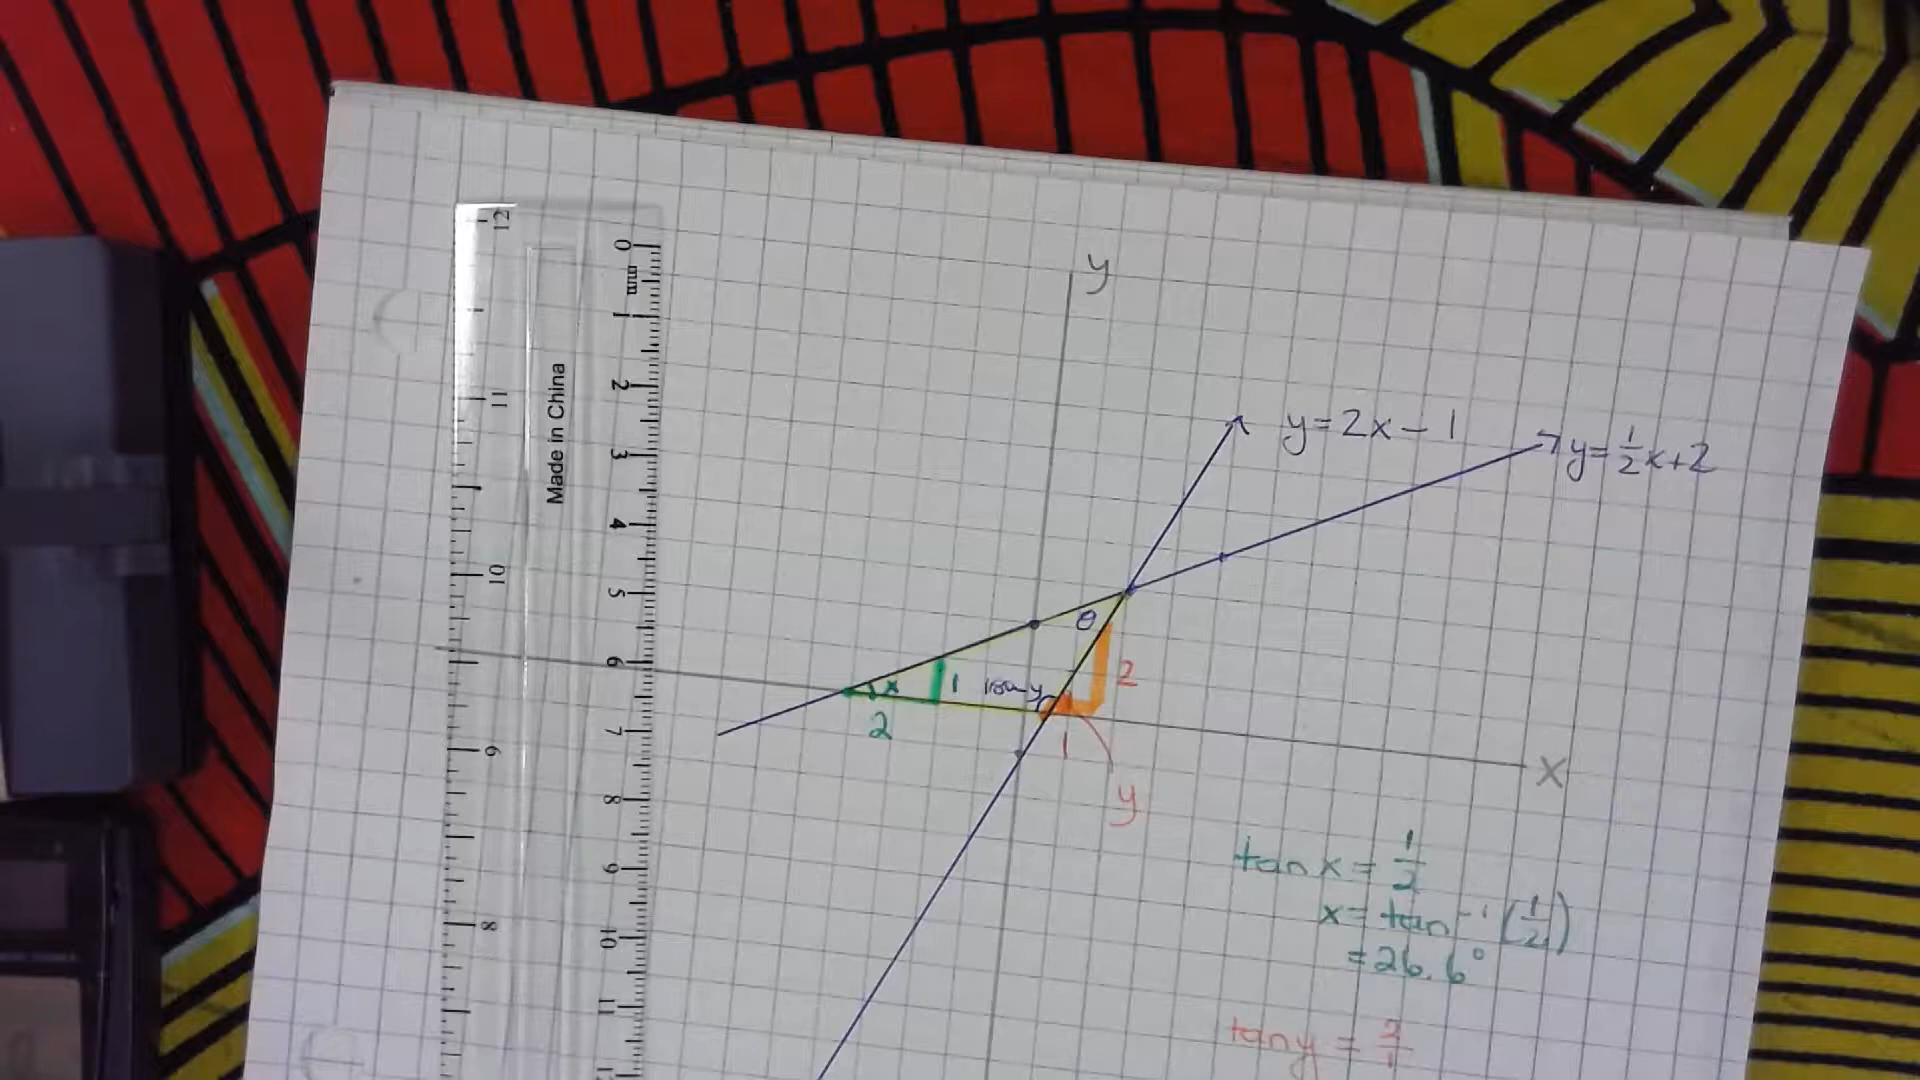 y
y=2x-1
y=½x+2
θ
x
1
180-y
2
2
1
x
y
tan x = 1/2
x = tan⁻¹(1/2)
= 26.6°
tan y = 2/1
Made in China
0
mm
1
2
3
4
5
6
7
8
9
10
11
12
11
10
9
8